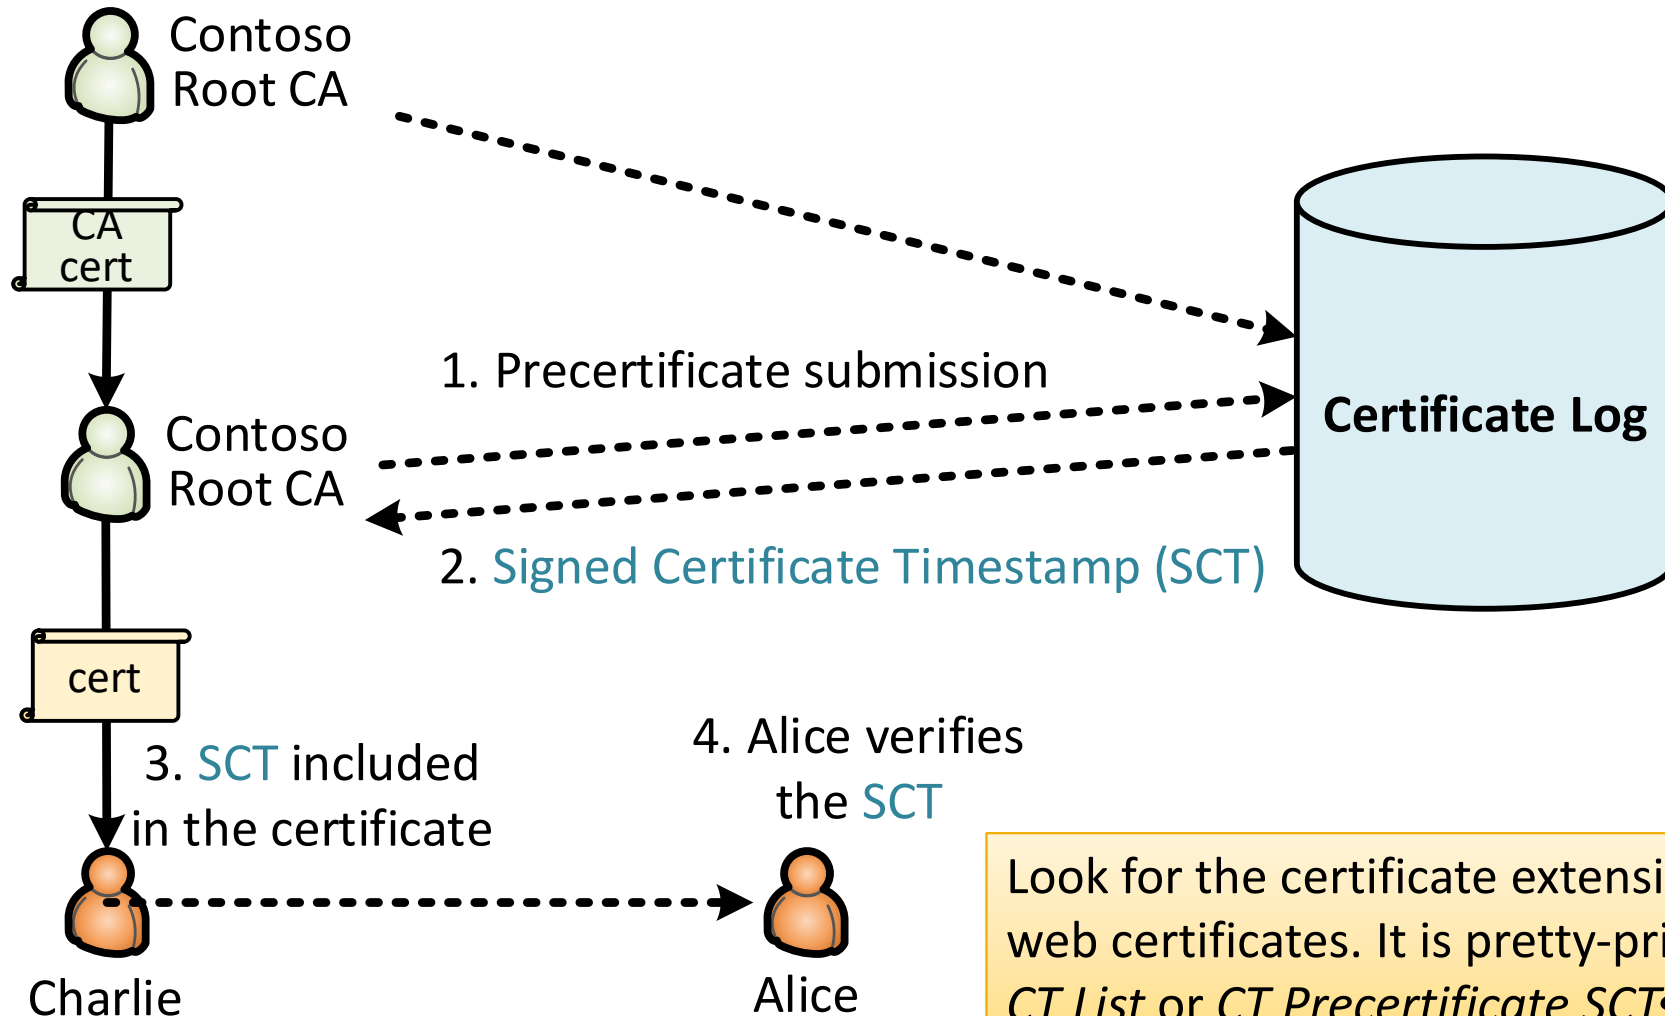 Contoso
Root CA
CA
cert
1. Precertificate submission
Certificate Log
Contoso
Root CA
2. Signed Certificate Timestamp (SCT)
cert
3. SCT included
in the certificate
4. Alice verifies
the SCT
Charlie
Alice
Look for the certificate extensi
web certificates. It is pretty-pri
CT List or CT Precertificate SCTs